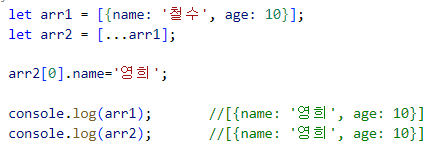 let arr1 = [{name: '철수', age: 10}];
let arr2 = [...arr1];
arr2[0].name='영희';
console.log(arr1); //[{name: '영희', age: 10}]
console.log(arr2); //[{name: '영희', age: 10}]